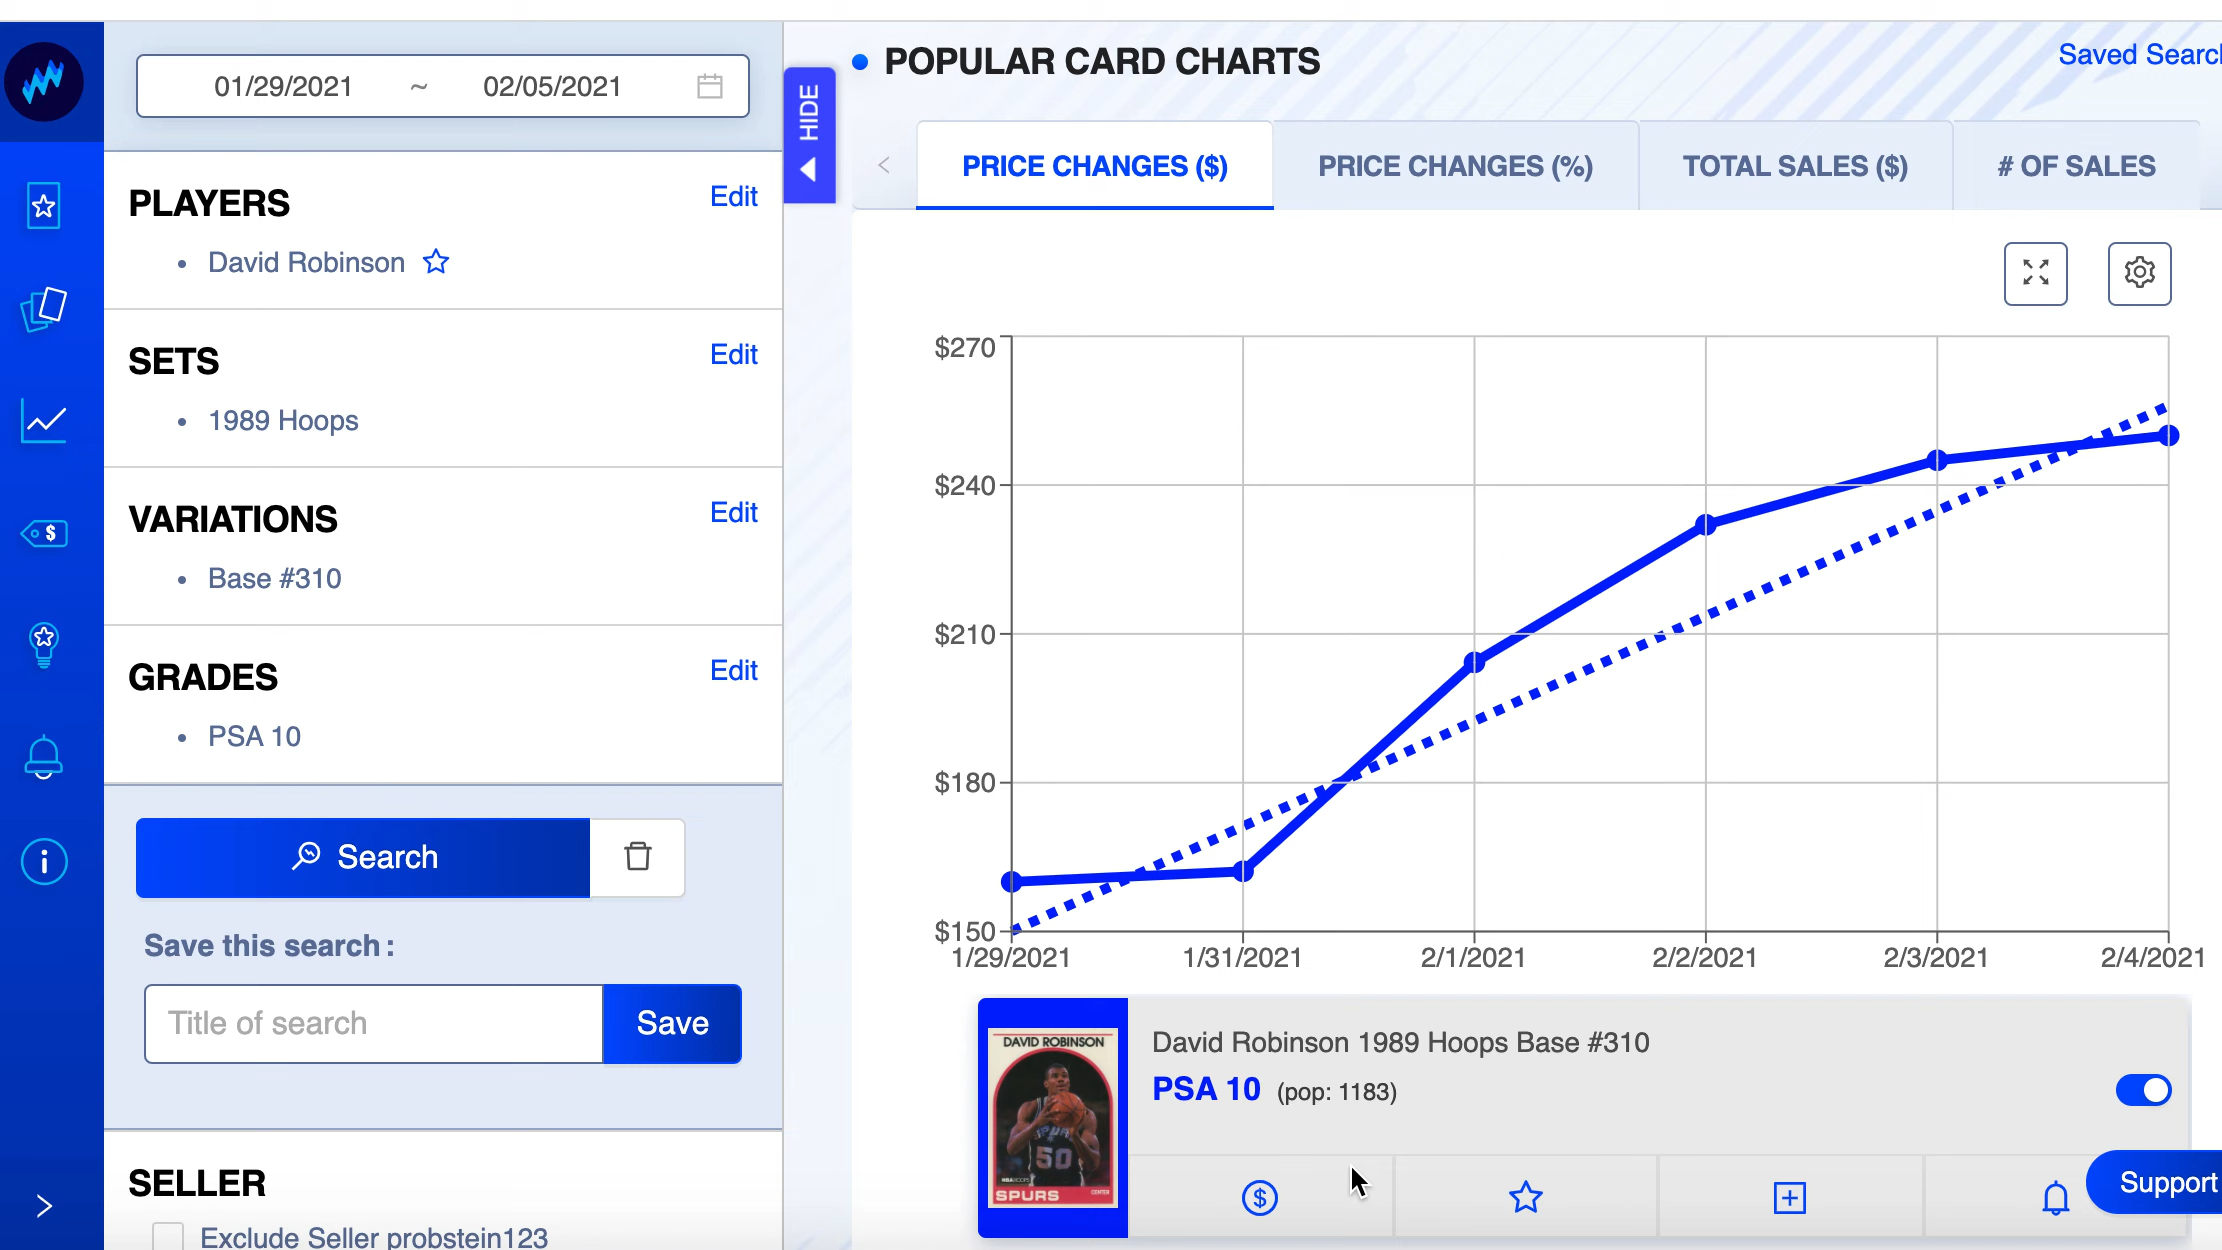 01/29/2021 ~ 02/05/2021
PLAYERS Edit
• David Robinson
SETS Edit
• 1989 Hoops
VARIATIONS Edit
• Base #310
GRADES Edit
• PSA 10
Search
Save this search :
Title of search
Save
SELLER
Exclude Seller probstein123
HIDE
POPULAR CARD CHARTS
Saved Search
PRICE CHANGES ($)
PRICE CHANGES (%)
TOTAL SALES ($)
# OF SALES
$270
$240
$210
$180
$150
1/29/2021
1/31/2021
2/1/2021
2/2/2021
2/3/2021
2/4/2021
DAVID ROBINSON
SPURS
50
SPURS
CENTER
David Robinson 1989 Hoops Base #310
PSA 10 (pop: 1183)
Support